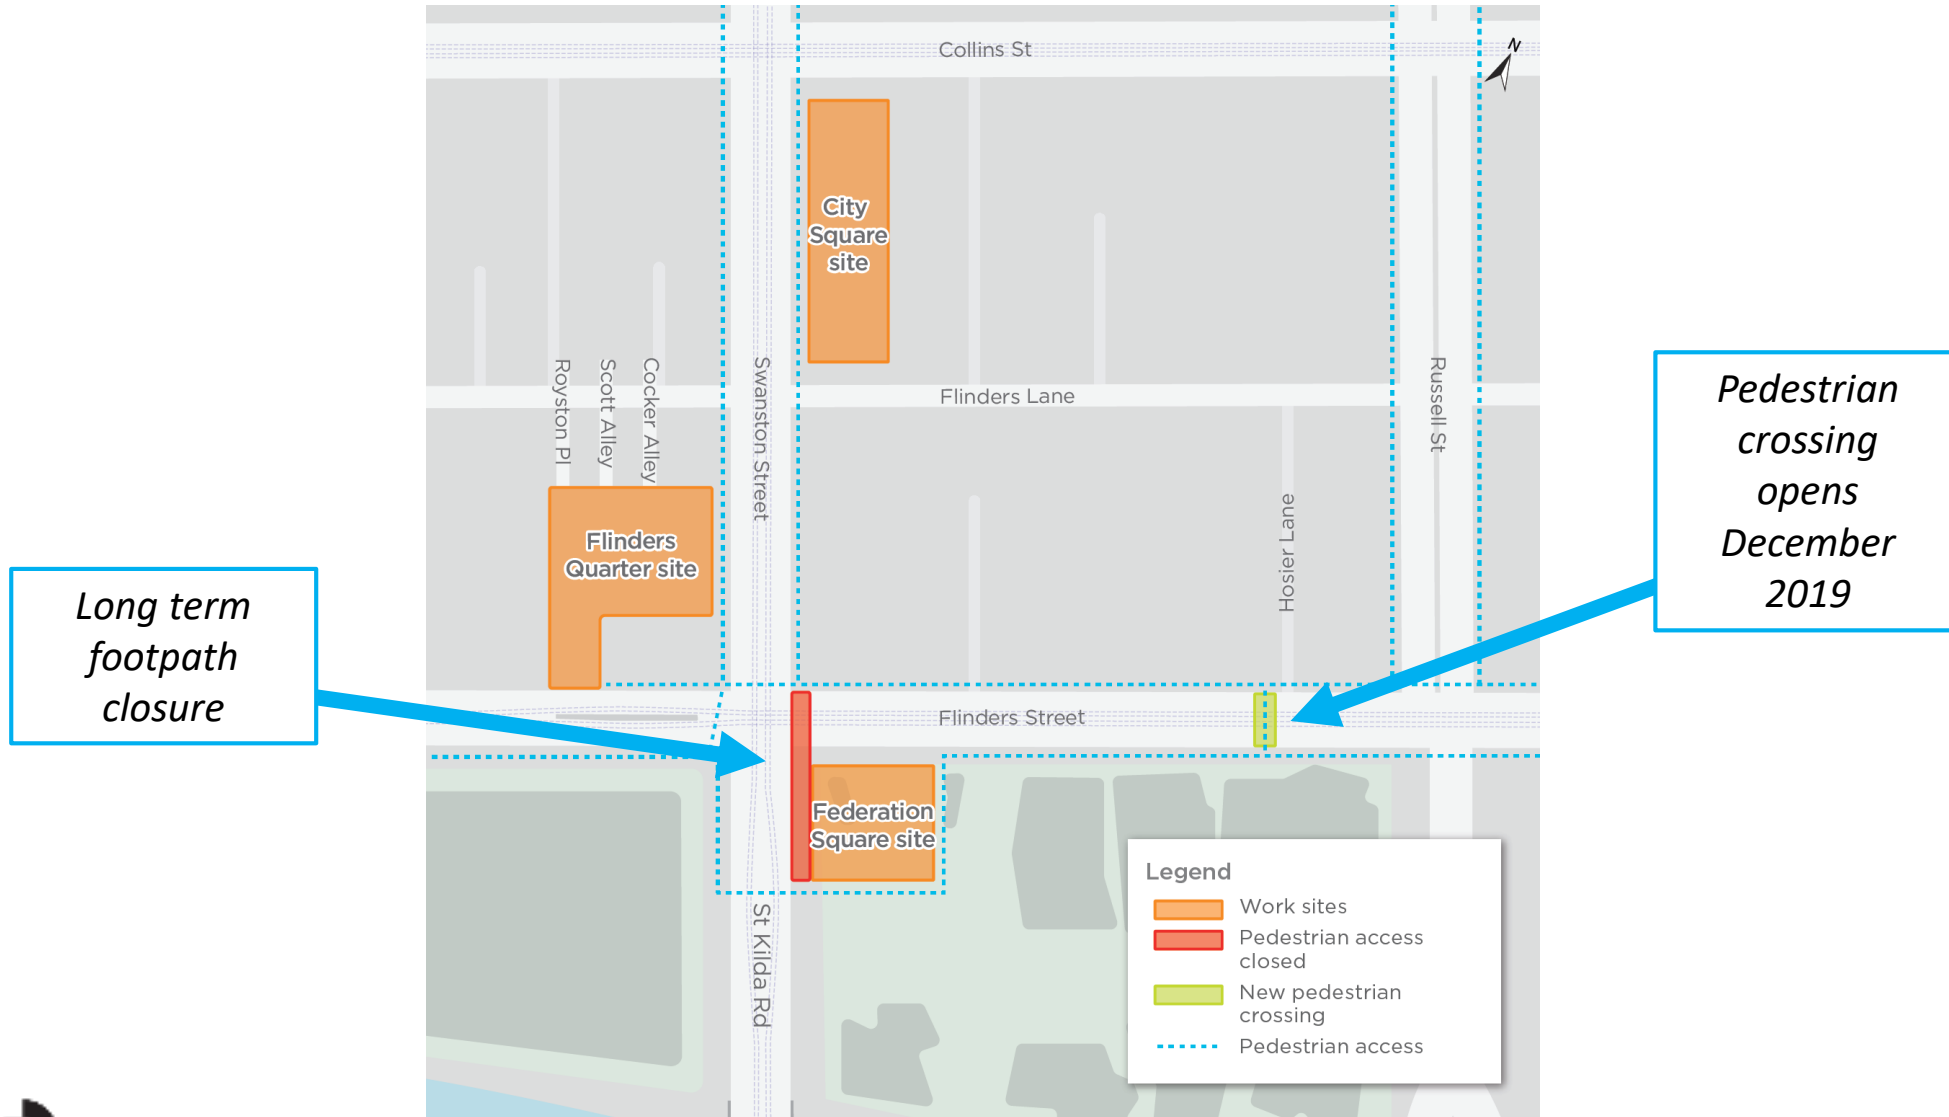 Collins St
N
City
Square
site
Royston Pl
Scott Alley
Cocker Alley
Swanston Street
Flinders Lane
Russell St
Hosier Lane
Flinders
Quarter site
Pedestrian
crossing
opens
December
2019
Long term
footpath
closure
Flinders Street
Federation
Square site
St Kilda Rd
Legend
Work sites
Pedestrian access
closed
New pedestrian
crossing
Pedestrian access